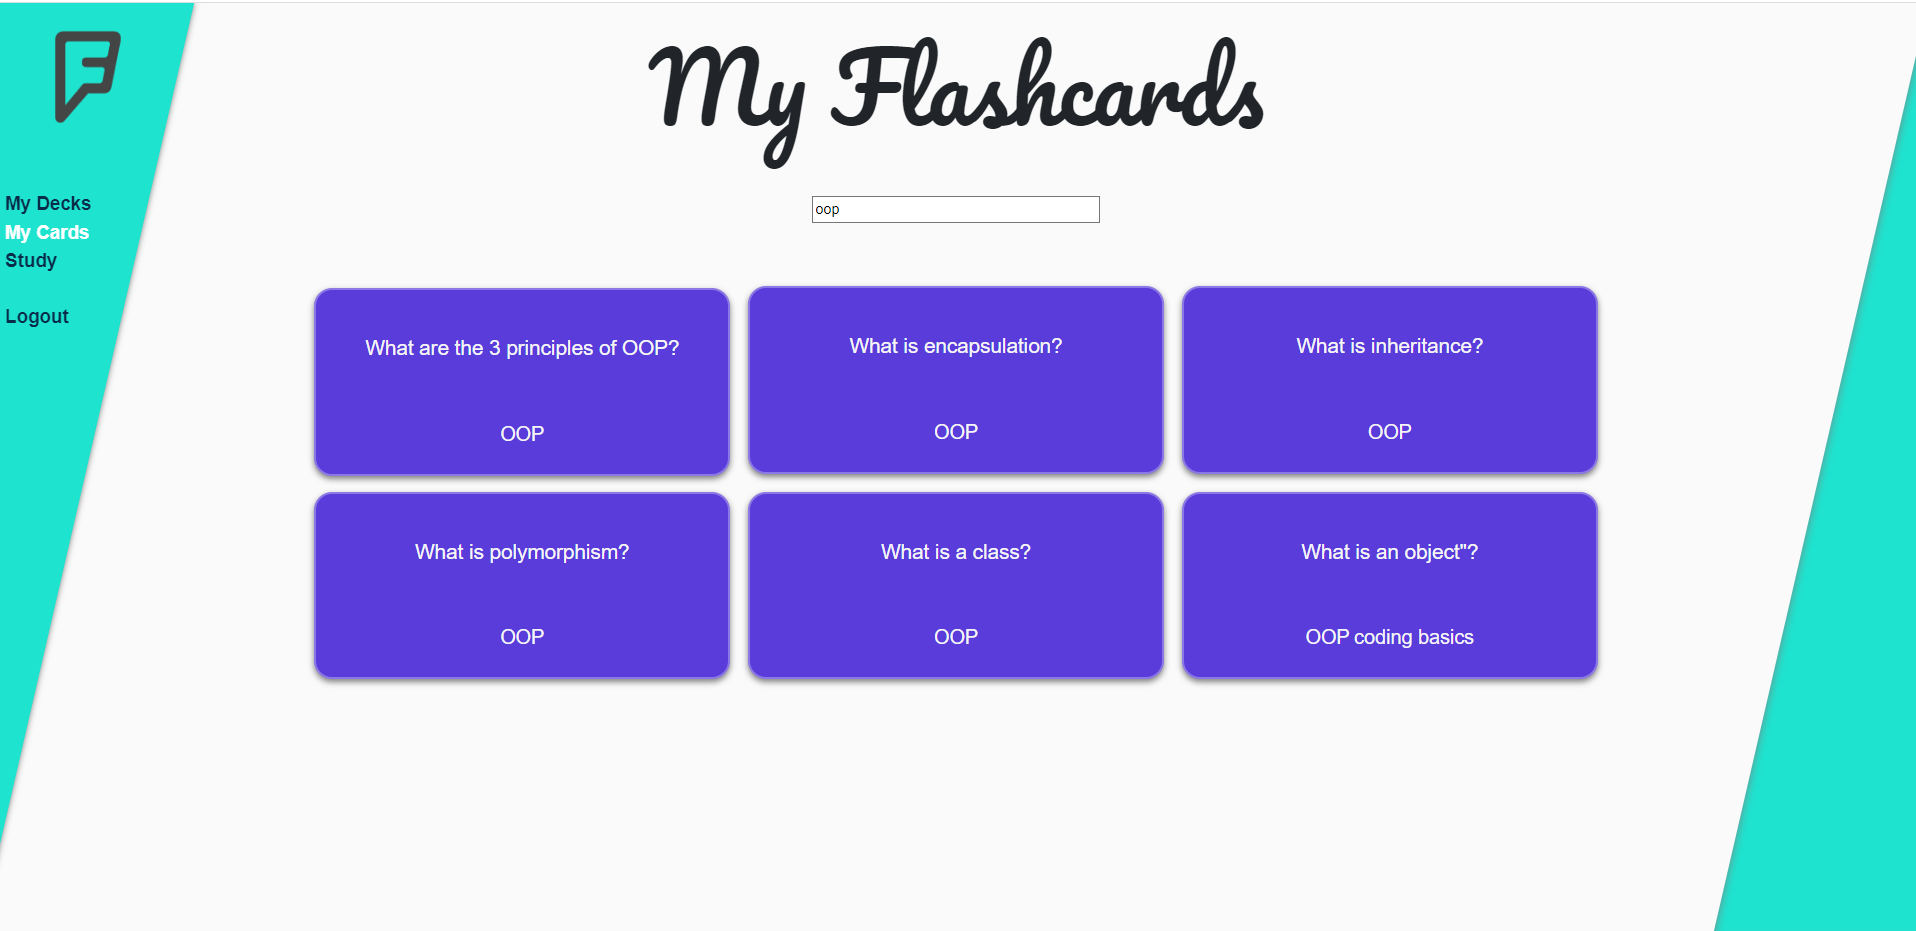 My Flashcards
My Decks
My Cards
Study
Logout
oop
What are the 3 principles of OOP?
OOP
What is encapsulation?
OOP
What is inheritance?
OOP
What is polymorphism?
OOP
What is a class?
OOP
What is an object"?
OOP coding basics